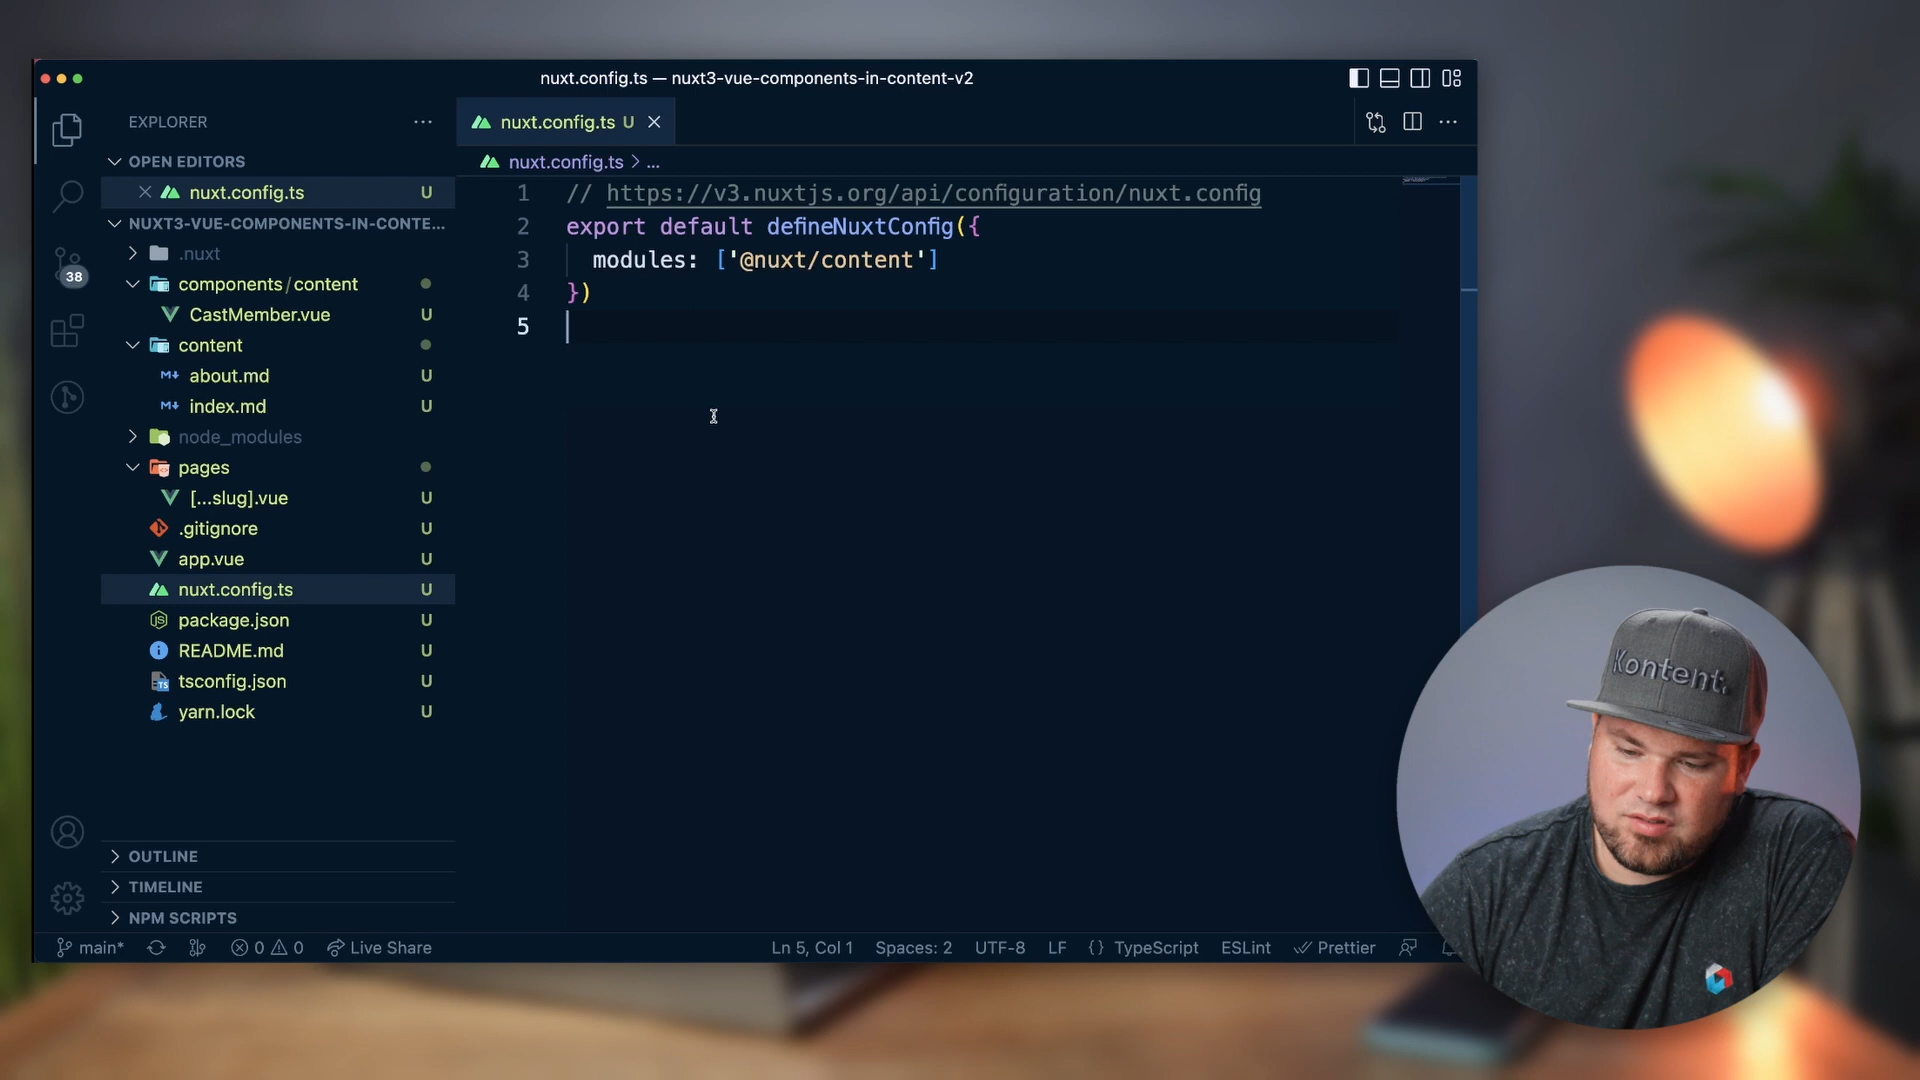 nuxt.config.ts — nuxt3-vue-components-in-content-v2
EXPLORER
nuxt.config.ts U
OPEN EDITORS
nuxt.config.ts > ...
nuxt.config.ts U
NUXT3-VUE-COMPONENTS-IN-CONTE...
.nuxt
components/content
CastMember.vue U
content
about.md U
index.md U
node_modules
pages
[...slug].vue U
.gitignore U
app.vue U
nuxt.config.ts U
package.json U
README.md U
tsconfig.json U
yarn.lock U
38
1 // https://v3.nuxtjs.org/api/configuration/nuxt.config
2 export default defineNuxtConfig({
3 modules: ['@nuxt/content']
4 })
5
OUTLINE
TIMELINE
NPM SCRIPTS
main* 0 0 Live Share
Ln 5, Col 1 Spaces: 2 UTF-8 LF {} TypeScript ESLint Prettier
Kontent.